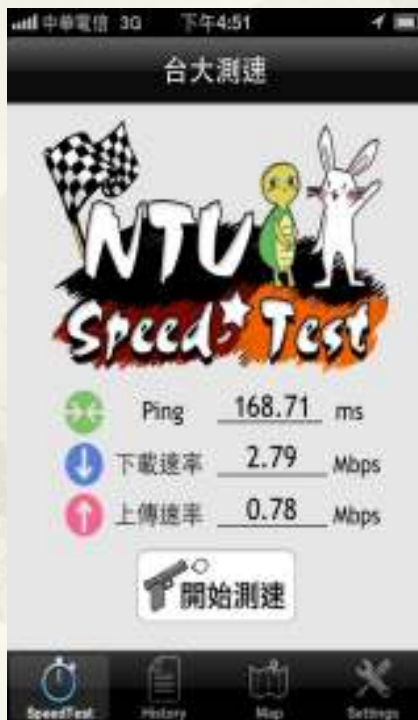 中華電信 3G 下午4:51
台大測速
NTU
Speed Test
Ping 168.71 ms
下載速率 2.79 Mbps
上傳速率 0.78 Mbps
開始測速
SpeedTest History Map Settings